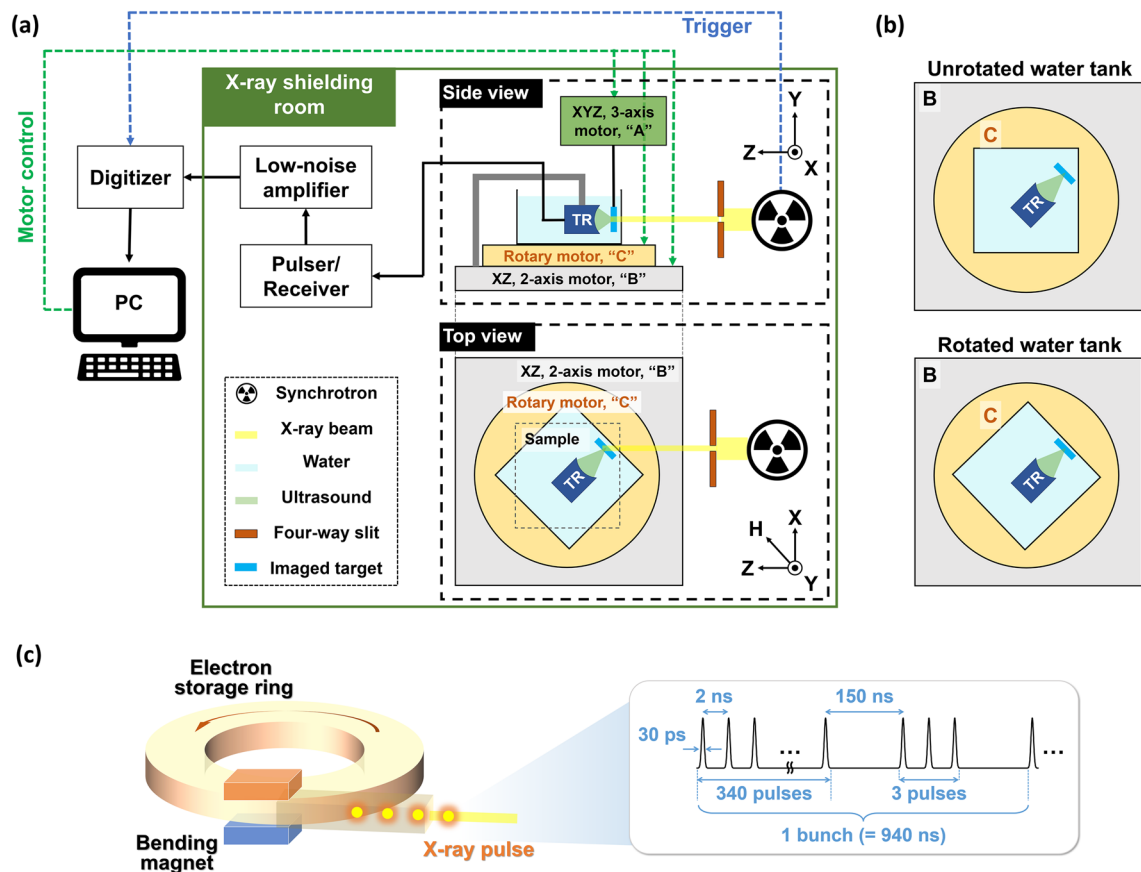 (a)
Trigger
Motor control
X-ray shielding
room
Side view
XYZ, 3-axis
motor, “A”
Y
Z
X
Digitizer
Low-noise
amplifier
TR
Rotary motor, “C”
XZ, 2-axis motor, “B”
Pulser/
Receiver
PC
Top view
XZ, 2-axis motor, “B”
Rotary motor, “C”
Sample
TR
H
X
Z
Y
Synchrotron
X-ray beam
Water
Ultrasound
Four-way slit
Imaged target
(b)
Unrotated water tank
B
C
TR
Rotated water tank
B
C
TR
(c)
Electron
storage ring
Bending
magnet
X-ray pulse
2 ns
150 ns
30 ps
...
...
340 pulses
3 pulses
1 bunch (= 940 ns)